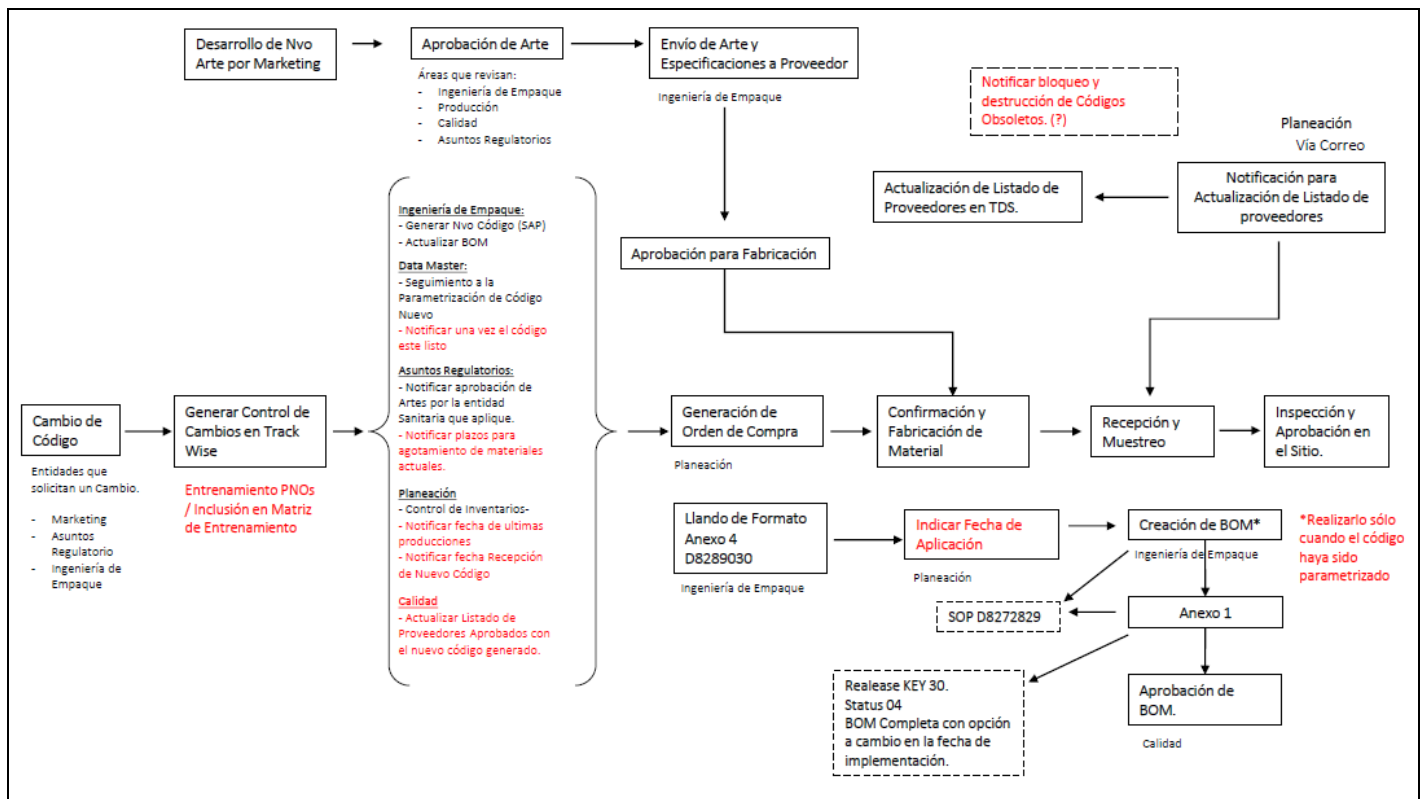 Desarrollo de Nvo
Arte por Marketing
Aprobación de Arte
Áreas que revisan:
- Ingeniería de Empaque
- Producción
- Calidad
- Asuntos Regulatorios
Envío de Arte y
Especificaciones a Proveedor
Ingeniería de Empaque
Notificar bloqueo y
destrucción de Códigos
Obsoletos. (?)
Planeación
Vía Correo
Notificación para
Actualización de Listado de
proveedores
Actualización de Listado de
Proveedores en TDS.
Aprobación para Fabricación
Cambio de
Código
Entidades que
solicitan un Cambio.
- Marketing
- Asuntos
Regulatorio
- Ingeniería de
Empaque
Generar Control de
Cambios en Track
Wise
Entrenamiento PNOs
/ Inclusión en Matriz
de Entrenamiento
Ingeniería de Empaque:
- Generar Nvo Código (SAP)
- Actualizar BOM
Data Master:
- Seguimiento a la
Parametrización de Código
Nuevo
- Notificar una vez el código
este listo
Asuntos Regulatorios:
- Notificar aprobación de
Artes por la entidad
Sanitaria que aplique.
- Notificar plazos para
agotamiento de materiales
actuales.
Planeación
- Control de Inventarios-
- Notificar fecha de ultimas
producciones
- Notificar fecha Recepción
de Nuevo Código
Calidad
- Actualizar Listado de
Proveedores Aprobados con
el nuevo código generado.
Generación de
Orden de Compra
Planeación
Confirmación y
Fabricación de
Material
Recepción y
Muestreo
Inspección y
Aprobación en
el Sitio.
Llando de Formato
Anexo 4
D8289030
Ingeniería de Empaque
Indicar Fecha de
Aplicación
Planeación
Creación de BOM*
Ingeniería de Empaque
*Realizarlo sólo
cuando el código
haya sido
parametrizado
SOP D8272829
Anexo 1
Realease KEY 30.
Status 04
BOM Completa con opción
a cambio en la fecha de
implementación.
Aprobación de
BOM.
Calidad